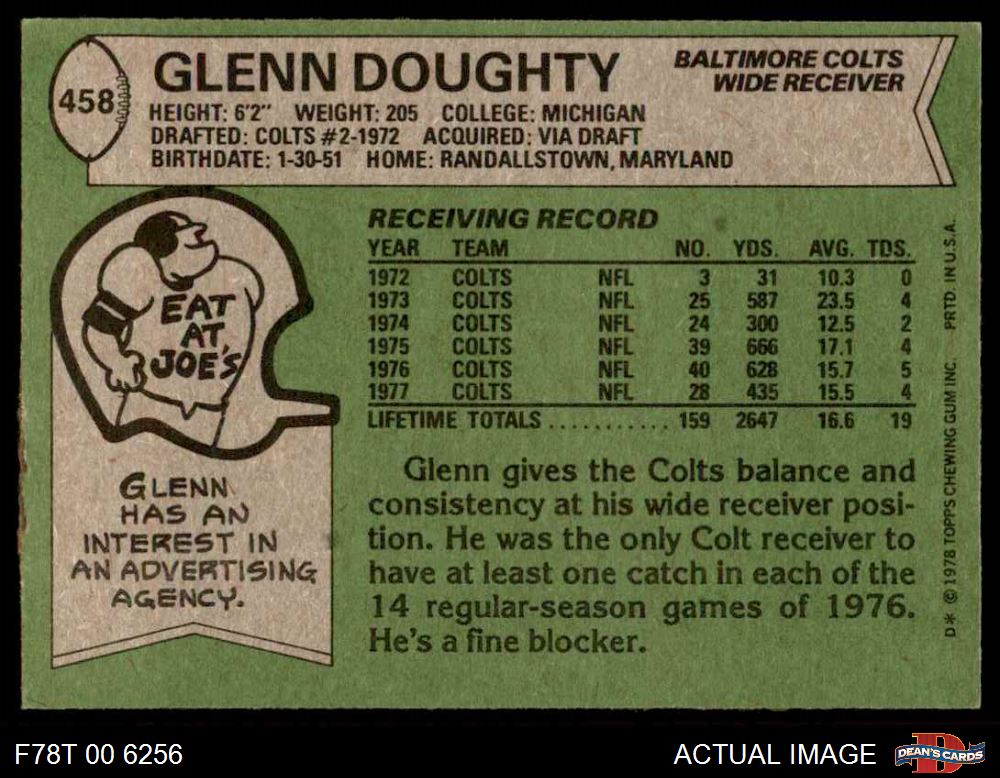 458
GLENN DOUGHTY
BALTIMORE COLTS
WIDE RECEIVER
HEIGHT: 6'2" WEIGHT: 205 COLLEGE: MICHIGAN
DRAFTED: COLTS #2-1972 ACQUIRED: VIA DRAFT
BIRTHDATE: 1-30-51 HOME: RANDALLSTOWN, MARYLAND
EAT
AT
JOE'S
GLENN
HAS AN
INTEREST IN
AN ADVERTISING
AGENCY.
RECEIVING RECORD
YEAR TEAM NO. YDS. AVG. TDS.
1972 COLTS NFL 3 31 10.3 0
1973 COLTS NFL 25 587 23.5 4
1974 COLTS NFL 24 300 12.5 2
1975 COLTS NFL 39 666 17.1 4
1976 COLTS NFL 40 628 15.7 5
1977 COLTS NFL 28 435 15.5 4
LIFETIME TOTALS ........... 159 2647 16.6 19
Glenn gives the Colts balance and
consistency at his wide receiver posi-
tion. He was the only Colt receiver to
have at least one catch in each of the
14 regular-season games of 1976.
He's a fine blocker.
D* © 1978 TOPPS CHEWING GUM INC. PRTD. IN U.S.A.
F78T 00 6256
ACTUAL IMAGE
D
DEAN'S CARDS